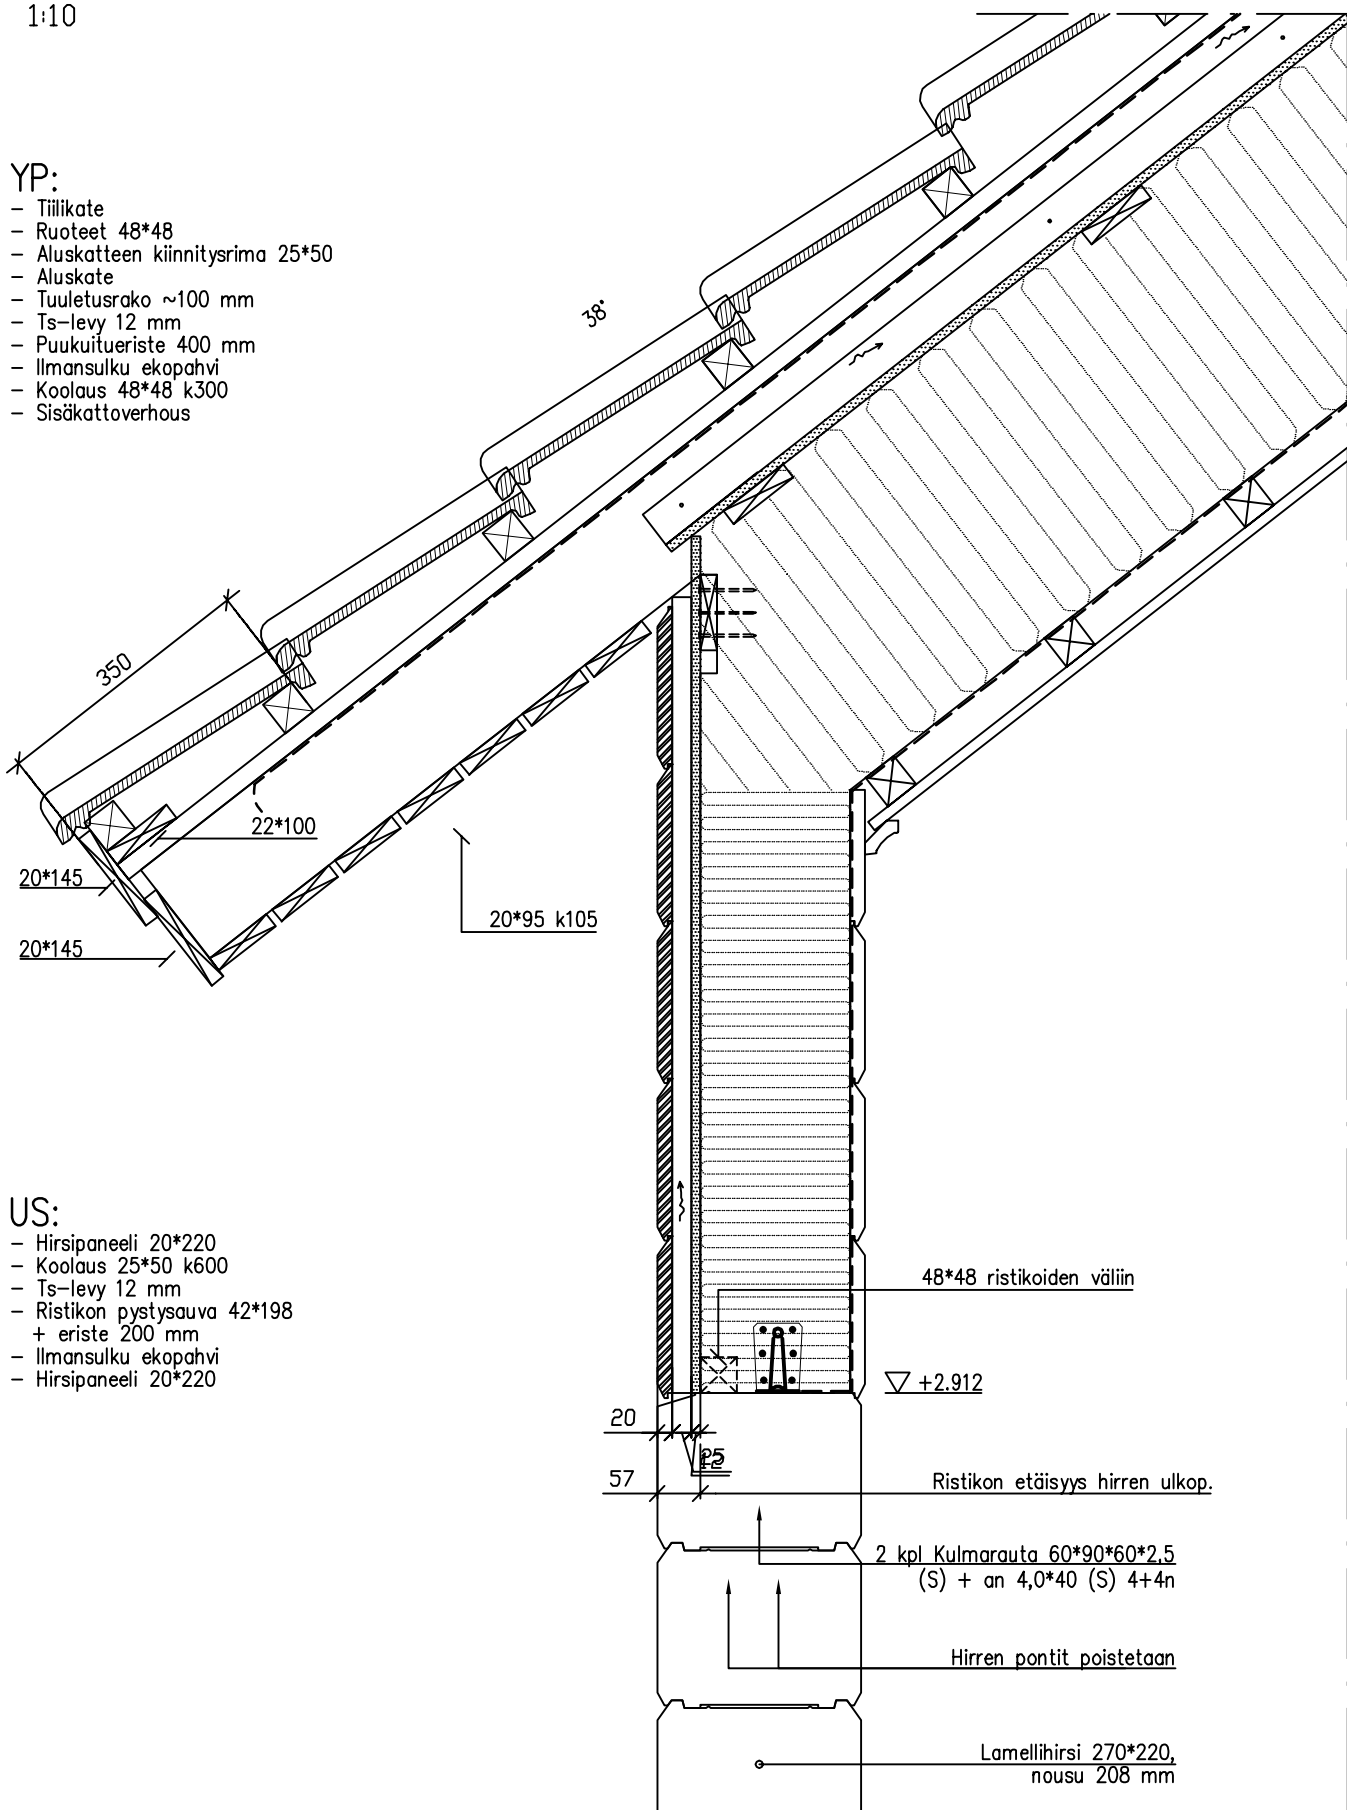 1:10
YP:
- Tiilikate
- Ruoteet 48*48
- Aluskatteen kiinnitysrima 25*50
- Aluskate
- Tuuletusrako ~100 mm
- Ts-levy 12 mm
- Puukuitueriste 400 mm
- Ilmansulku ekopahvi
- Koolaus 48*48 k300
- Sisäkattoverhous
38°
350
22*100
20*145
20*95 k105
20*145
US:
- Hirsipaneeli 20*220
- Koolaus 25*50 k600
- Ts-levy 12 mm
- Ristikon pystysauva 42*198
+ eriste 200 mm
- Ilmansulku ekopahvi
- Hirsipaneeli 20*220
48*48 ristikoiden väliin
+2.912
20
57
Ristikon etäisyys hirren ulkop.
2 kpl Kulmarauta 60*90*60*2,5
(S) + an 4,0*40 (S) 4+4n
Hirren pontit poistetaan
Lamellihirsi 270*220,
nousu 208 mm